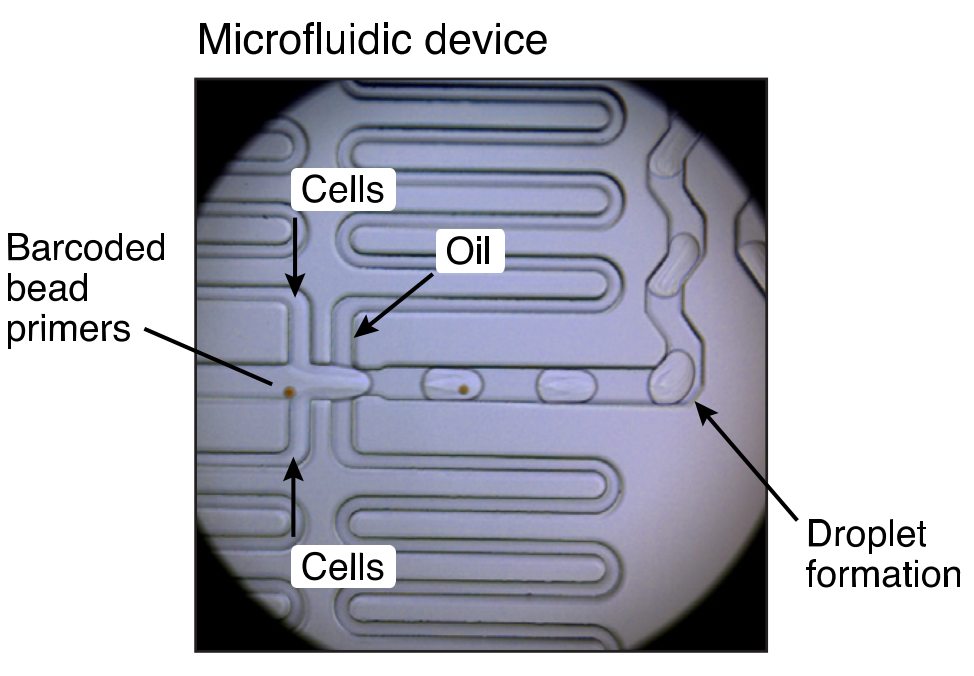 Microfluidic device
Cells
Oil
Barcoded
bead
primers
Cells
Droplet
formation